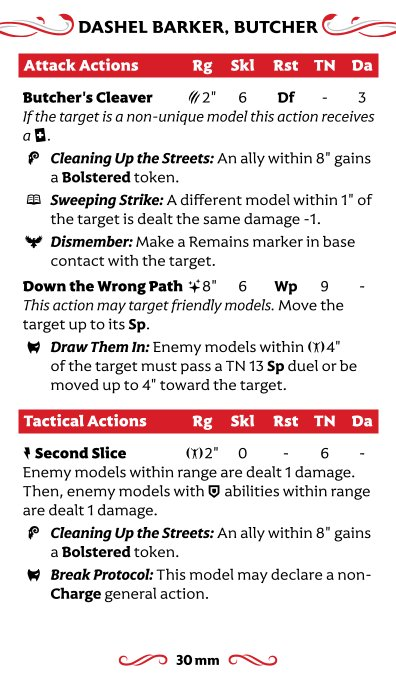 DASHEL BARKER, BUTCHER
Attack Actions Rg Skl Rst TN Da
Butcher's Cleaver 2" 6 Df - 3
If the target is a non-unique model this action receives
a .
Cleaning Up the Streets: An ally within 8" gains
a Bolstered token.
Sweeping Strike: A different model within 1" of
the target is dealt the same damage -1.
Dismember: Make a Remains marker in base
contact with the target.
Down the Wrong Path 8" 6 Wp 9 -
This action may target friendly models. Move the
target up to its Sp.
Draw Them In: Enemy models within 4"
of the target must pass a TN 13 Sp duel or be
moved up to 4" toward the target.
Tactical Actions Rg Skl Rst TN Da
Second Slice 2" 0 - 6 -
Enemy models within range are dealt 1 damage.
Then, enemy models with abilities within range
are dealt 1 damage.
Cleaning Up the Streets: An ally within 8" gains
a Bolstered token.
Break Protocol: This model may declare a non-
Charge general action.
30 mm